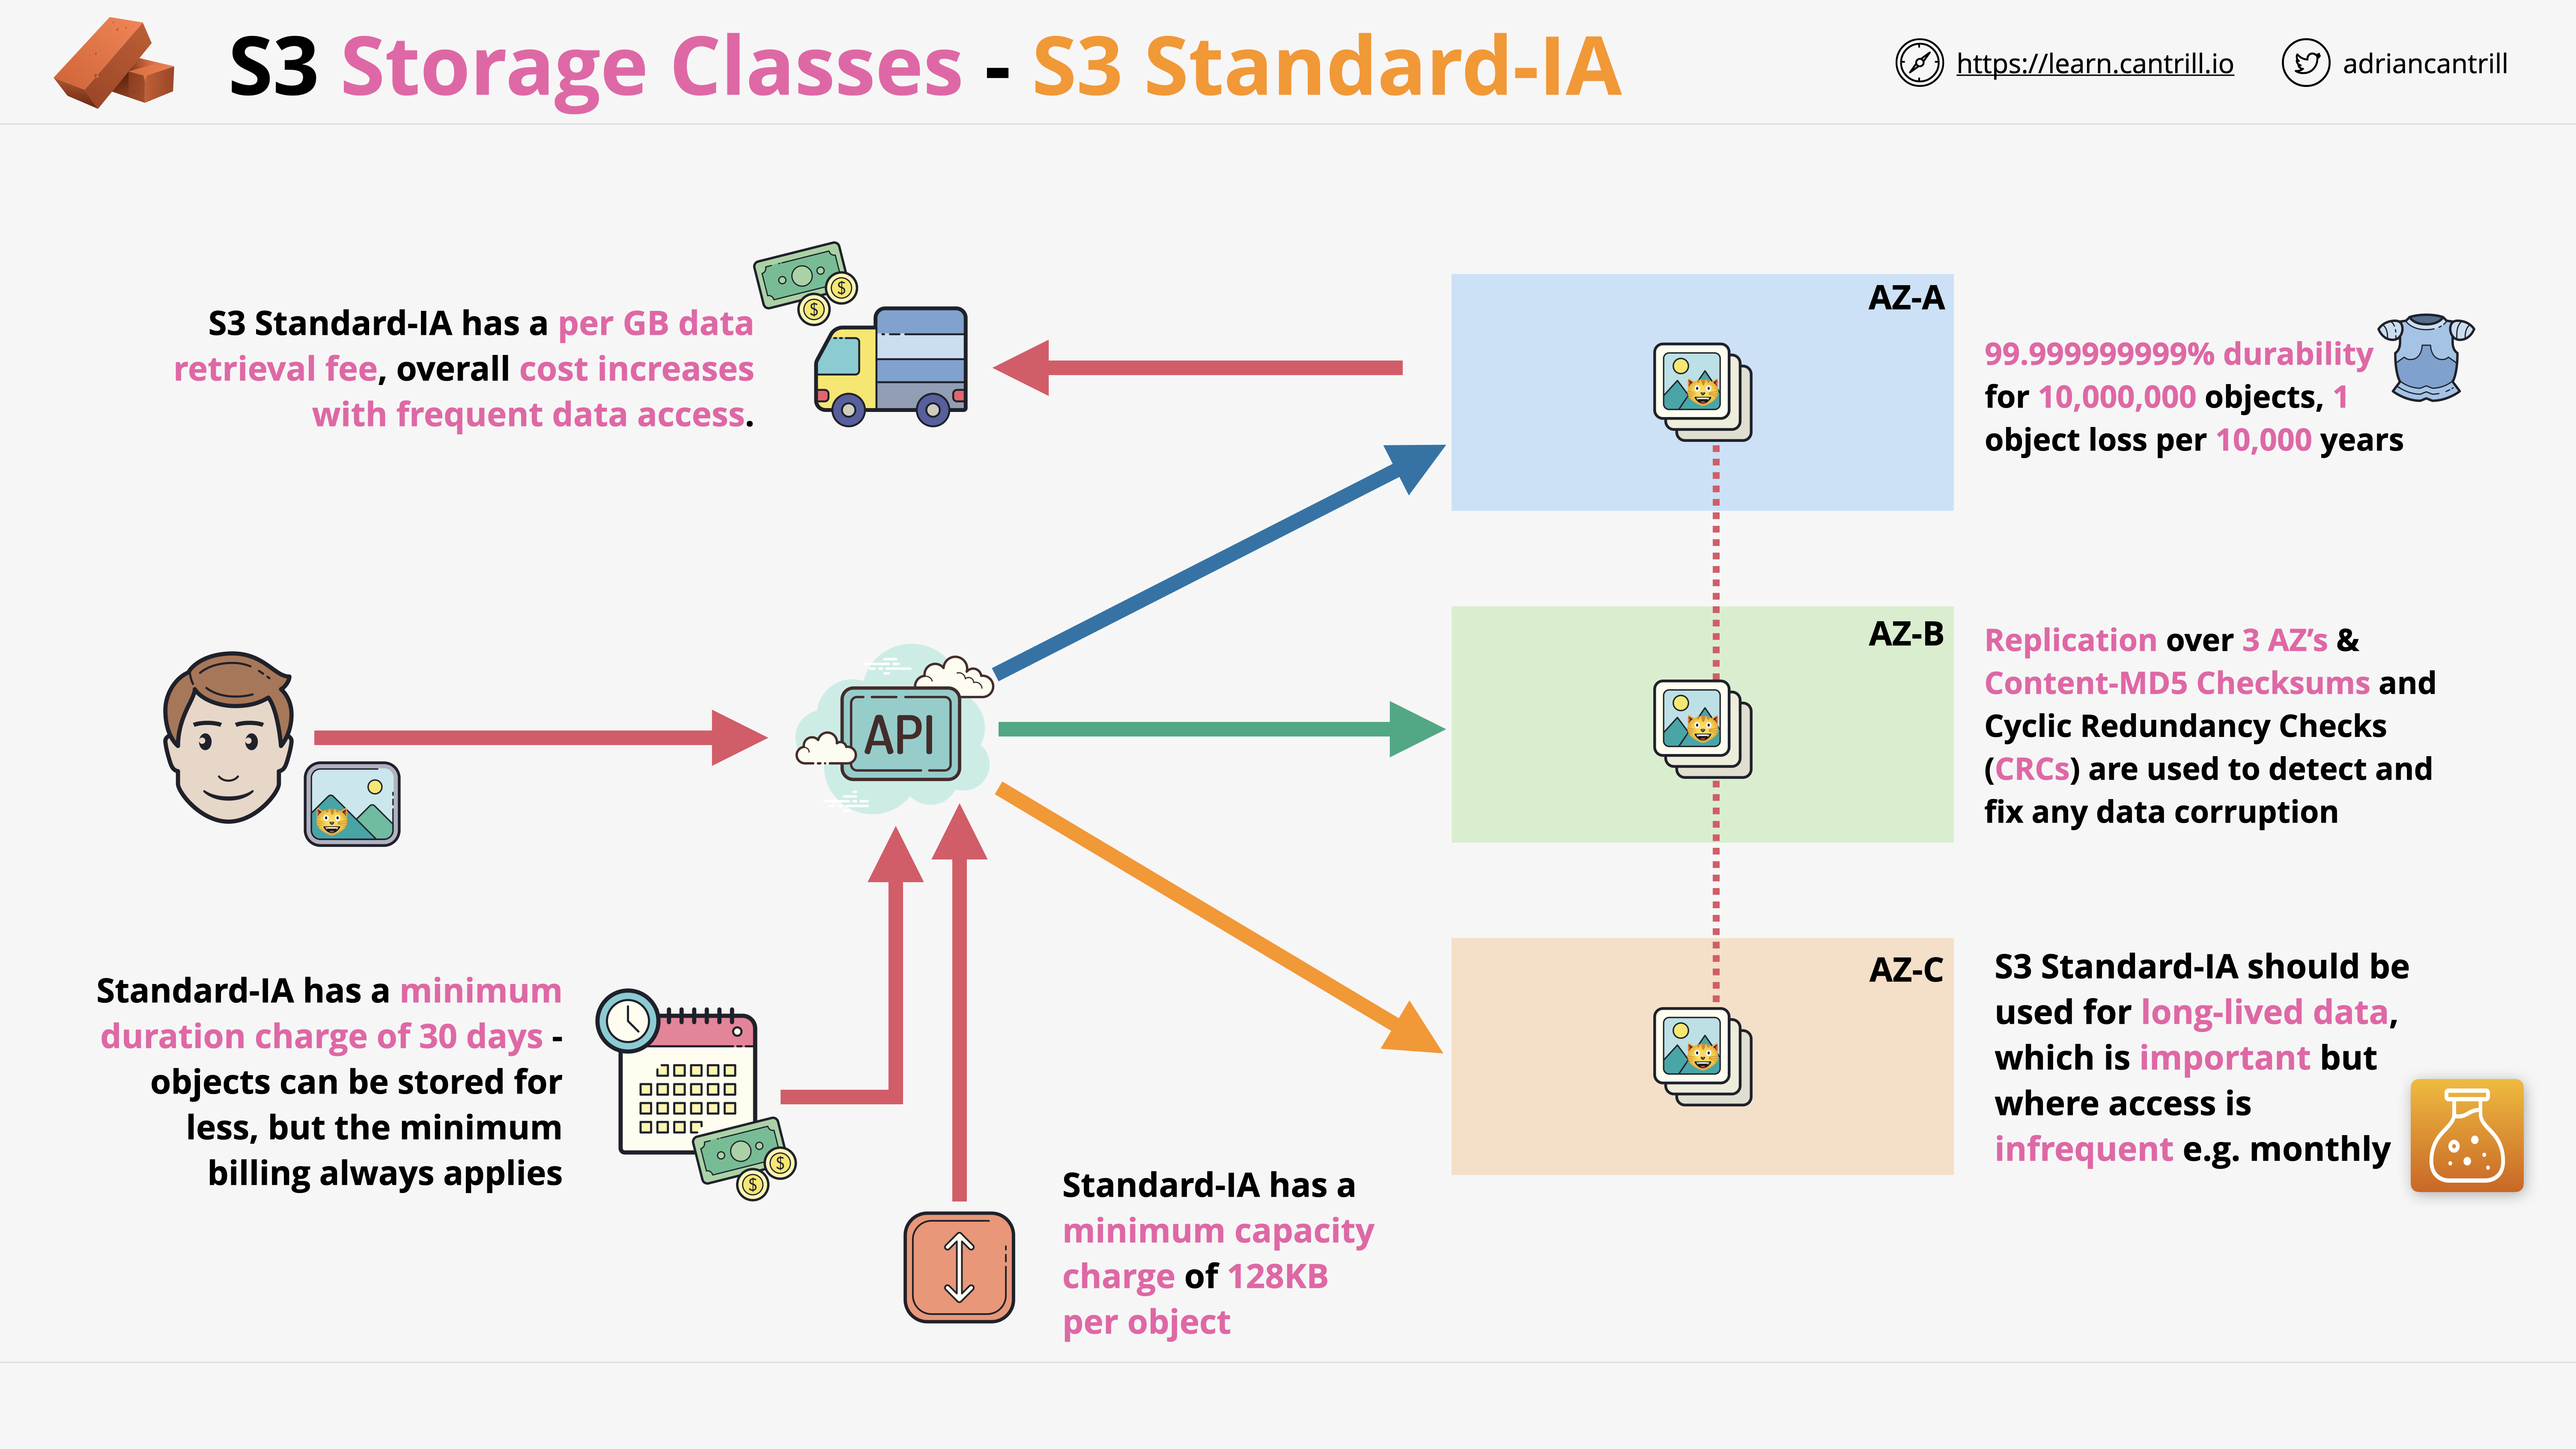 S3 Storage Classes - S3 Standard-IA
https://learn.cantrill.io
adriancantrill
S3 Standard-IA has a per GB data
retrieval fee, overall cost increases
with frequent data access.
AZ-A
99.999999999% durability
for 10,000,000 objects, 1
object loss per 10,000 years
API
AZ-B
Replication over 3 AZ’s &
Content-MD5 Checksums and
Cyclic Redundancy Checks
(CRCs) are used to detect and
fix any data corruption
Standard-IA has a minimum
duration charge of 30 days -
objects can be stored for
less, but the minimum
billing always applies
Standard-IA has a
minimum capacity
charge of 128KB
per object
AZ-C
S3 Standard-IA should be
used for long-lived data,
which is important but
where access is
infrequent e.g. monthly